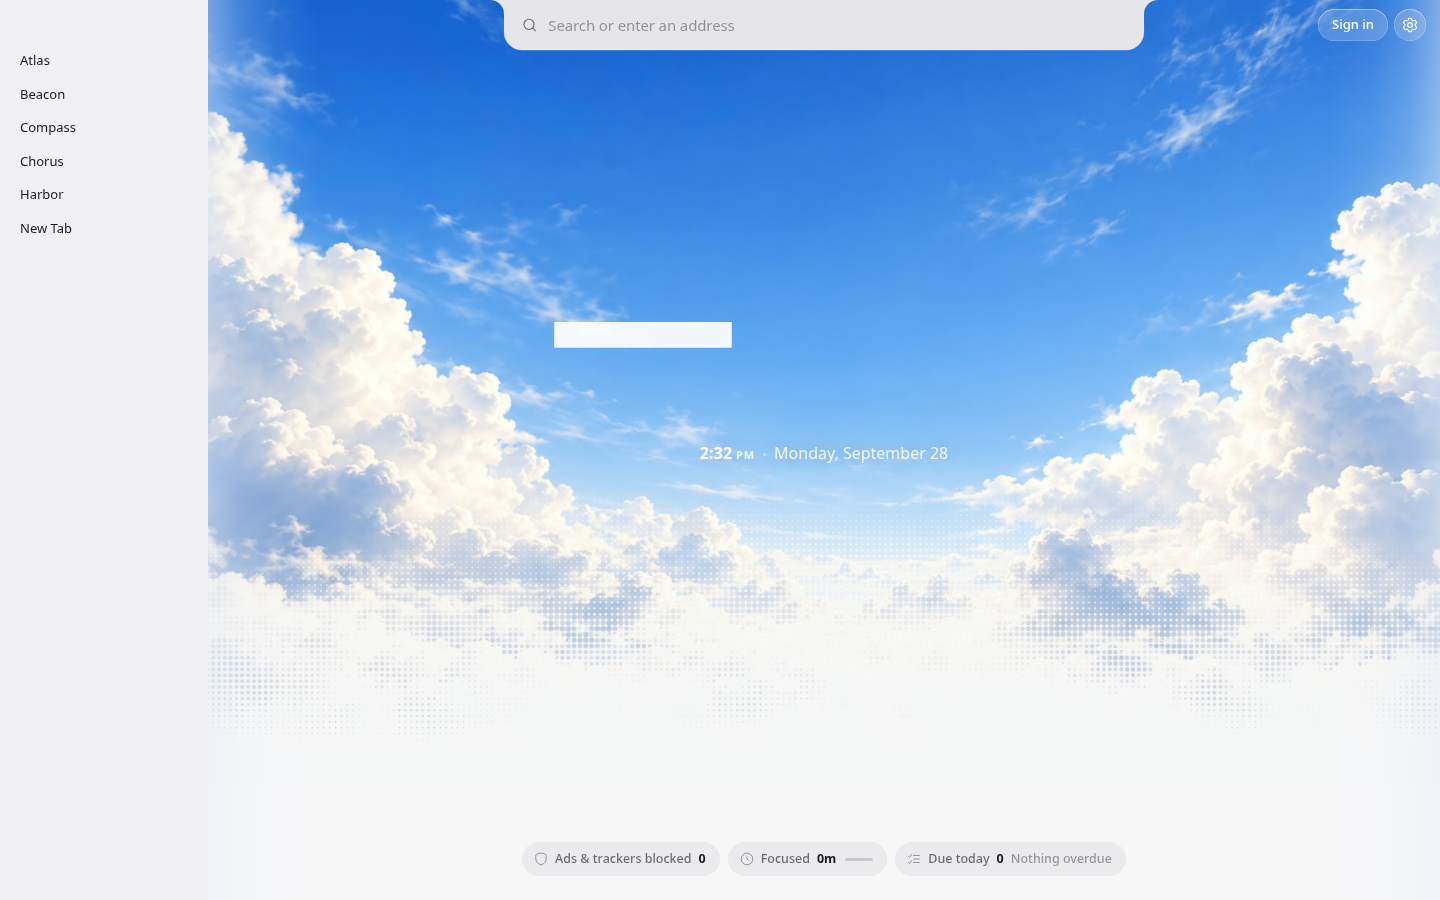 Search or enter an address
Sign in
Atlas
Beacon
Compass
Chorus
Harbor
New Tab
2:32 PM · Monday, September 28
Ads & trackers blocked 0
Focused 0m
Due today 0 Nothing overdue